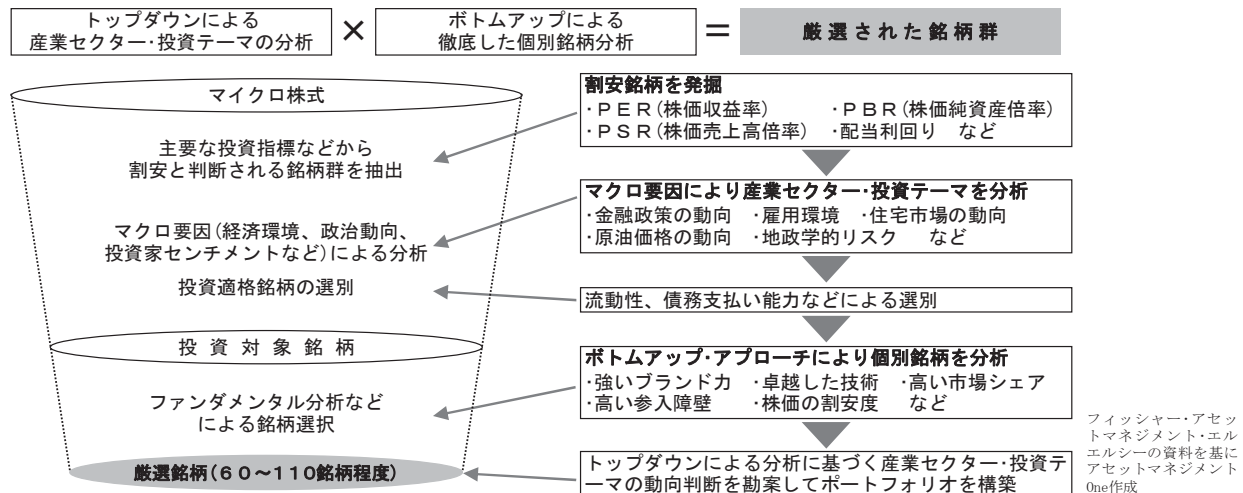 トップダウンによる
産業セクター・投資テーマの分析
×
ボトムアップによる
徹底した個別銘柄分析
＝
厳選された銘柄群
マイクロ株式
主要な投資指標などから
割安と判断される銘柄群を抽出
マクロ要因(経済環境、政治動向、
投資家センチメントなど)による分析
投資適格銘柄の選別
投資対象銘柄
ファンダメンタル分析など
による銘柄選択
厳選銘柄(60～110銘柄程度)
割安銘柄を発掘
・PER(株価収益率) ・PBR(株価純資産倍率)
・PSR(株価売上高倍率) ・配当利回り など
マクロ要因により産業セクター・投資テーマを分析
・金融政策の動向 ・雇用環境 ・住宅市場の動向
・原油価格の動向 ・地政学的リスク など
流動性、債務支払い能力などによる選別
ボトムアップ・アプローチにより個別銘柄を分析
・強いブランド力 ・卓越した技術 ・高い市場シェア
・高い参入障壁 ・株価の割安度 など
トップダウンによる分析に基づく産業セクター・投資テ
ーマの動向判断を勘案してポートフォリオを構築
フィッシャー・アセッ
トマネジメント・エル
エルシーの資料を基に
アセットマネジメント
One作成